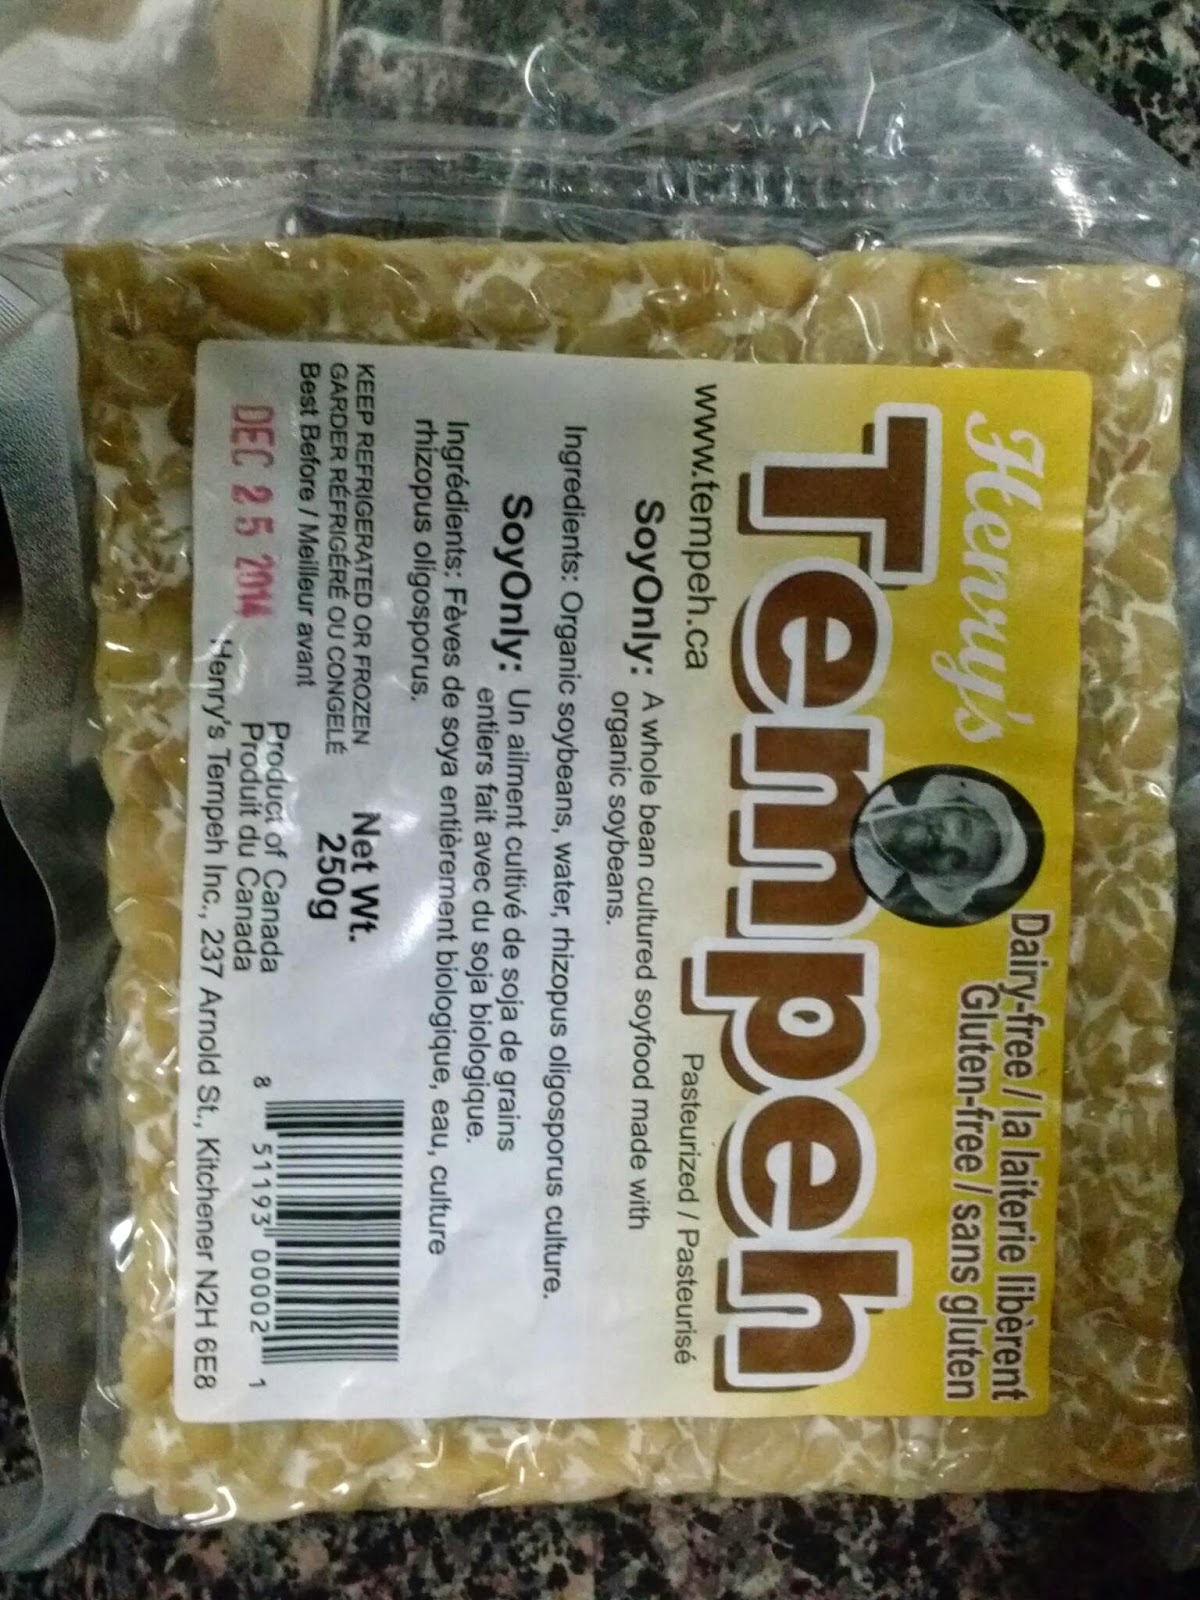 Henry's
Dairy-free / la laiterie libèrent
Gluten-free / sans gluten
Tempeh
www.tempeh.ca
Pasteurized / Pasteurisé
SoyOnly: A whole bean cultured soyfood made with
organic soybeans.
Ingredients: Organic soybeans, water, rhizopus oligosporus culture.
SoyOnly: Un ailment cultivé de soja de grains
entiers fait avec du soja biologique.
Ingrédients: Fèves de soya entièrement biologique, eau, culture
rhizopus oligosporus.
KEEP REFRIGERATED OR FROZEN
GARDER RÉFRIGÉRÉ OU CONGELÉ
Best Before / Meilleur avant
DEC 25 2014
Net Wt.
250g
Product of Canada
Produit du Canada
Henry's Tempeh Inc., 237 Arnold St., Kitchener N2H 6E8
8 51193 00002 1